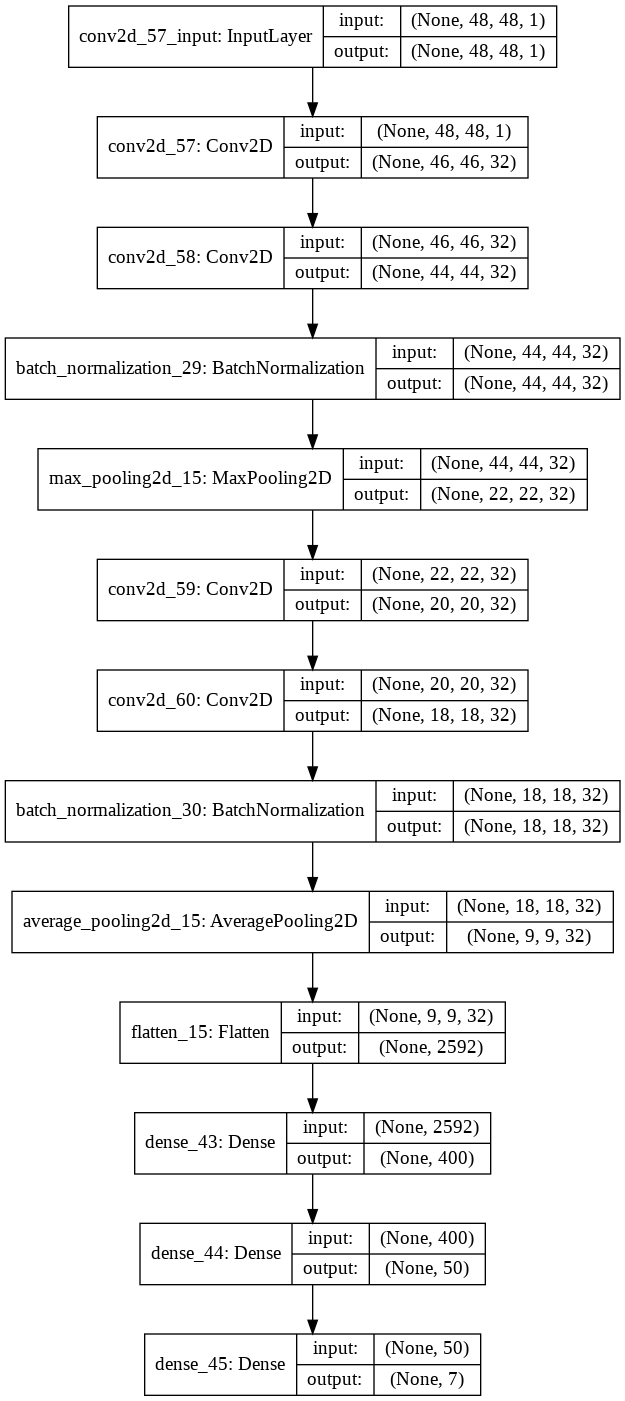 conv2d_57_input: InputLayer
input: (None, 48, 48, 1)
output: (None, 48, 48, 1)
conv2d_57: Conv2D
input: (None, 48, 48, 1)
output: (None, 46, 46, 32)
conv2d_58: Conv2D
input: (None, 46, 46, 32)
output: (None, 44, 44, 32)
batch_normalization_29: BatchNormalization
input: (None, 44, 44, 32)
output: (None, 44, 44, 32)
max_pooling2d_15: MaxPooling2D
input: (None, 44, 44, 32)
output: (None, 22, 22, 32)
conv2d_59: Conv2D
input: (None, 22, 22, 32)
output: (None, 20, 20, 32)
conv2d_60: Conv2D
input: (None, 20, 20, 32)
output: (None, 18, 18, 32)
batch_normalization_30: BatchNormalization
input: (None, 18, 18, 32)
output: (None, 18, 18, 32)
average_pooling2d_15: AveragePooling2D
input: (None, 18, 18, 32)
output: (None, 9, 9, 32)
flatten_15: Flatten
input: (None, 9, 9, 32)
output: (None, 2592)
dense_43: Dense
input: (None, 2592)
output: (None, 400)
dense_44: Dense
input: (None, 400)
output: (None, 50)
dense_45: Dense
input: (None, 50)
output: (None, 7)